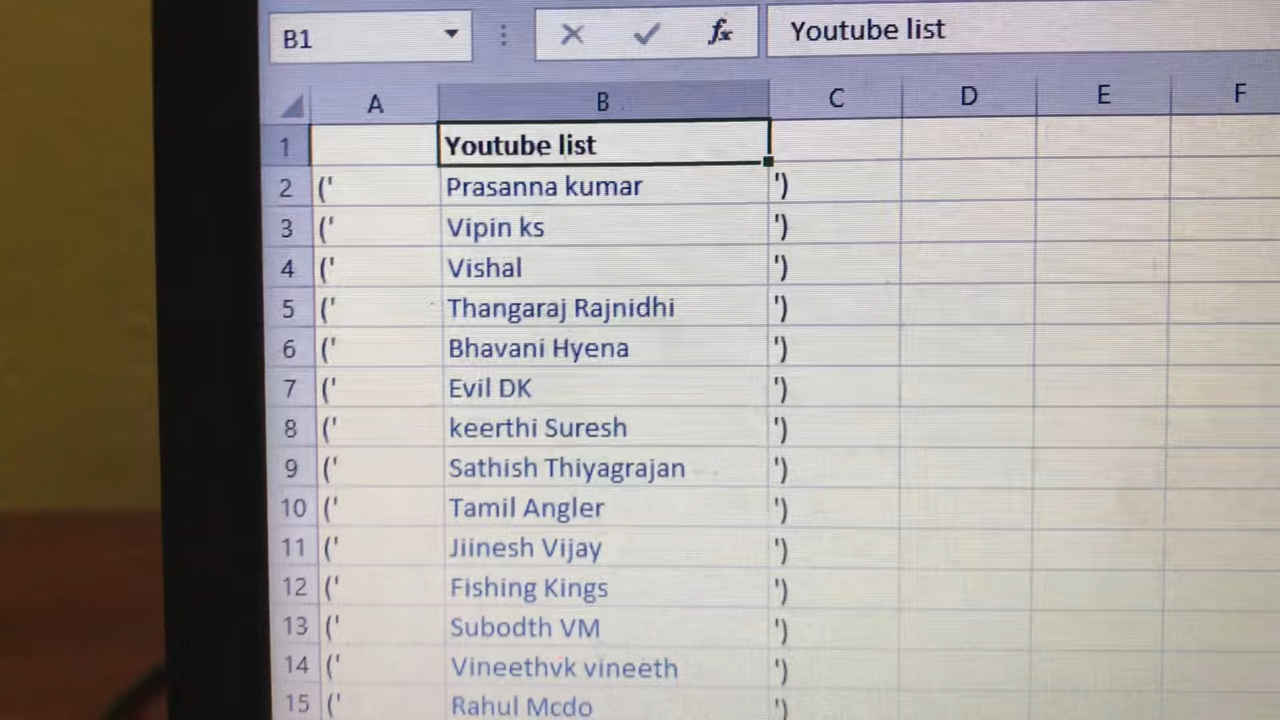 B1 fx Youtube list
A B C D E F
1 Youtube list
2 (' Prasanna kumar ')
3 (' Vipin ks ')
4 (' Vishal ')
5 (' Thangaraj Rajnidhi ')
6 (' Bhavani Hyena ')
7 (' Evil DK ')
8 (' keerthi Suresh ')
9 (' Sathish Thiyagrajan ')
10 (' Tamil Angler ')
11 (' Jiinesh Vijay ')
12 (' Fishing Kings ')
13 (' Subodth VM ')
14 (' Vineethvk vineeth ')
15 (' Rahul Mcdo ')